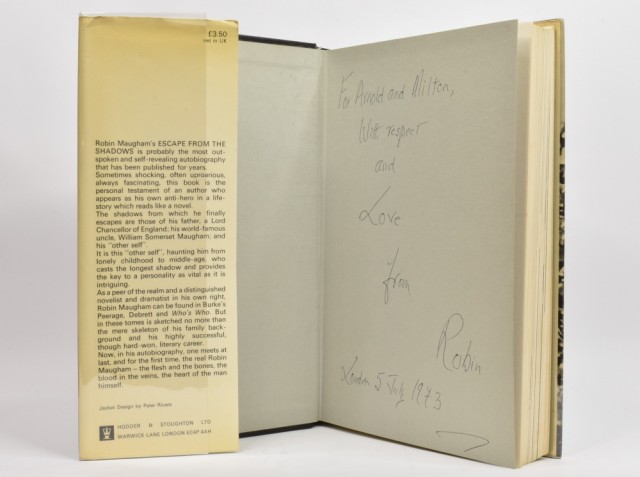 £3.50
net in UK
Robin Maugham's ESCAPE FROM THE
SHADOWS is probably the most out-
spoken and self-revealing autobiography
that has been published for years.
Sometimes shocking, often uproarious,
always fascinating, this book is the
personal testament of an author who
appears as his own anti-hero in a life-
story which reads like a novel.
The shadows from which he finally
escapes are those of his father, a Lord
Chancellor of England; his world-famous
uncle, William Somerset Maugham; and
his "other self".
It is this "other self", haunting him from
lonely childhood to middle-age, who
casts the longest shadow and provides
the key to a personality as vital as it is
intriguing.
As a peer of the realm and a distinguished
novelist and dramatist in his own right,
Robin Maugham can be found in Burke's
Peerage, Debrett and Who's Who. But
in these tomes is sketched no more than
the mere skeleton of his family back-
ground and his highly successful,
though hard-won, literary career.
Now, in his autobiography, one meets at
last, and for the first time, the real Robin
Maugham – the flesh and the bones, the
blood in the veins, the heart of the man
himself.
Jacket Design by Peter Rivers
HODDER & STOUGHTON LTD
WARWICK LANE LONDON EC4P 4AH
For Arnold and Milton,
With respect
and
Love
from
Robin
London 5 July 1973